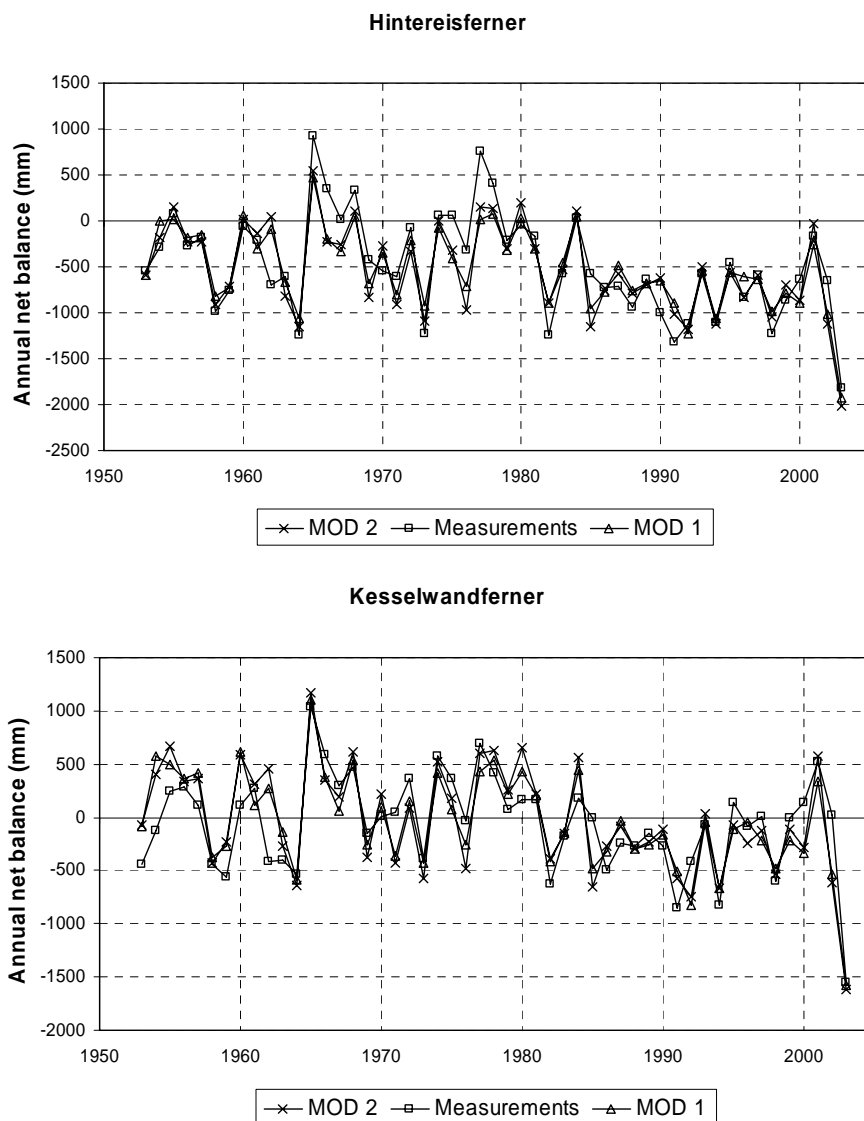 Hintereisferner
Annual net balance (mm)
1500
1000
500
0
-500
-1000
-1500
-2000
-2500
1950 1960 1970 1980 1990 2000
MOD 2 Measurements MOD 1
Kesselwandferner
Annual net balance (mm)
1500
1000
500
0
-500
-1000
-1500
-2000
1950 1960 1970 1980 1990 2000
MOD 2 Measurements MOD 1